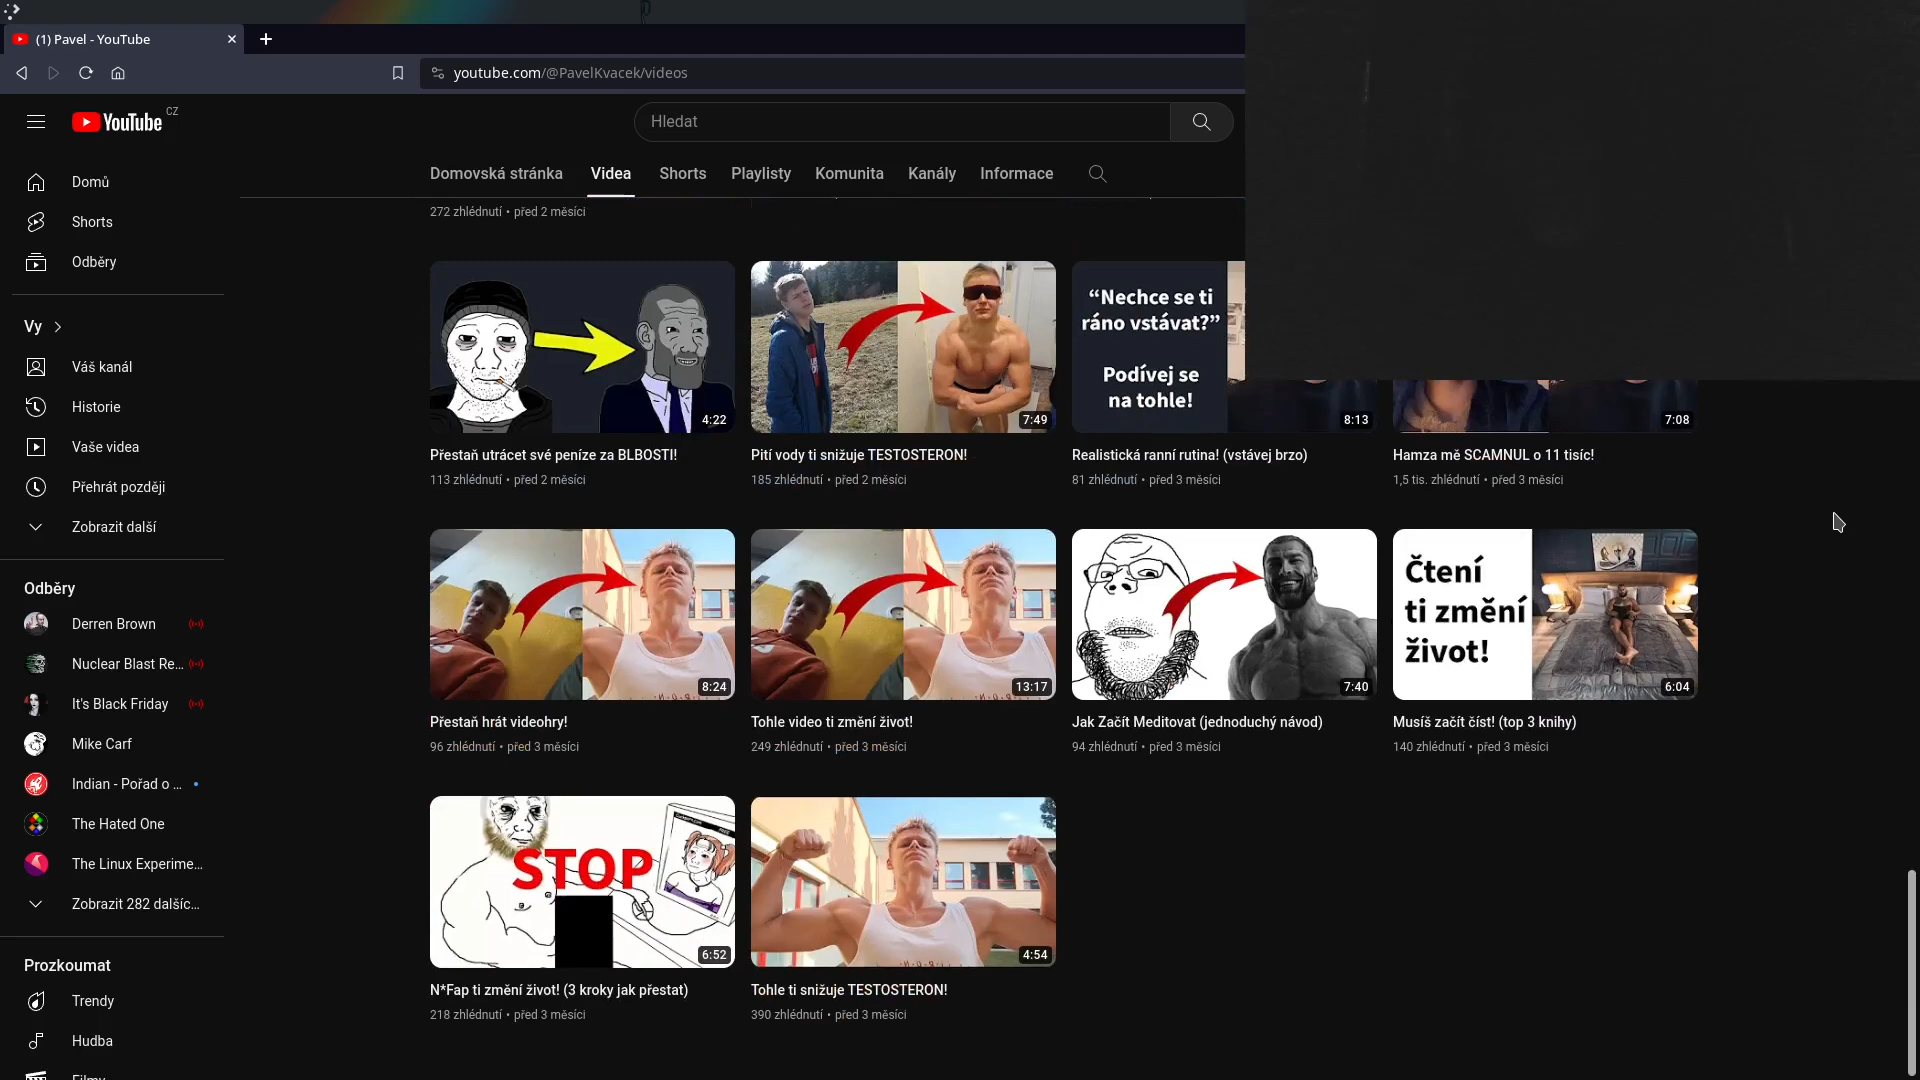 (1) Pavel - YouTube
youtube.com/@PavelKvacek/videos
YouTube CZ
Hledat
Domovská stránka Videa Shorts Playlisty Komunita Kanály Informace
Domů
Shorts
Odběry
Vy
Váš kanál
Historie
Vaše videa
Přehrát později
Zobrazit další
Odběry
Derren Brown
Nuclear Blast Re...
It's Black Friday
Mike Carf
Indian - Pořad o ...
The Hated One
The Linux Experime...
Zobrazit 282 dalšíc...
Prozkoumat
Trendy
Hudba
Filmy
272 zhlédnutí • před 2 měsíci
4:22
Přestaň utrácet své peníze za BLBOSTI!
113 zhlédnutí • před 2 měsíci
7:49
Pití vody ti snižuje TESTOSTERON!
185 zhlédnutí • před 2 měsíci
“Nechce se ti
ráno vstávat?”
Podívej se
na tohle!
8:13
Realistická ranní rutina! (vstávej brzo)
81 zhlédnutí • před 3 měsíci
7:08
Hamza mě SCAMNUL o 11 tisíc!
1,5 tis. zhlédnutí • před 3 měsíci
8:24
Přestaň hrát videohry!
96 zhlédnutí • před 3 měsíci
13:17
Tohle video ti změní život!
249 zhlédnutí • před 3 měsíci
7:40
Jak Začít Meditovat (jednoduchý návod)
94 zhlédnutí • před 3 měsíci
Čtení
ti změní
život!
6:04
Musíš začít číst! (top 3 knihy)
140 zhlédnutí • před 3 měsíci
STOP
6:52
N*Fap ti změní život! (3 kroky jak přestat)
218 zhlédnutí • před 3 měsíci
4:54
Tohle ti snižuje TESTOSTERON!
390 zhlédnutí • před 3 měsíci